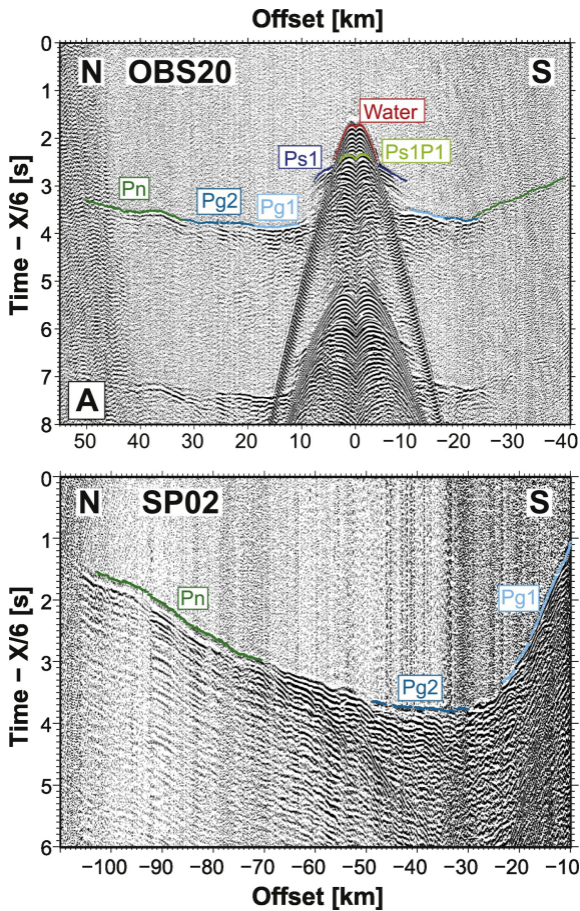 Offset [km]
0
N OBS20 S
1
Water
2
Ps1 Ps1P1
3
Pn Pg2 Pg1
4
5
6
7
A
8
Time − X/6 [s]
50 40 30 20 10 0 −10 −20 −30 −40
0
N SP02 S
1
Pg1
Pn
2
3
Pg2
4
5
6
Time − X/6 [s]
−100 −90 −80 −70 −60 −50 −40 −30 −20 −10
Offset [km]